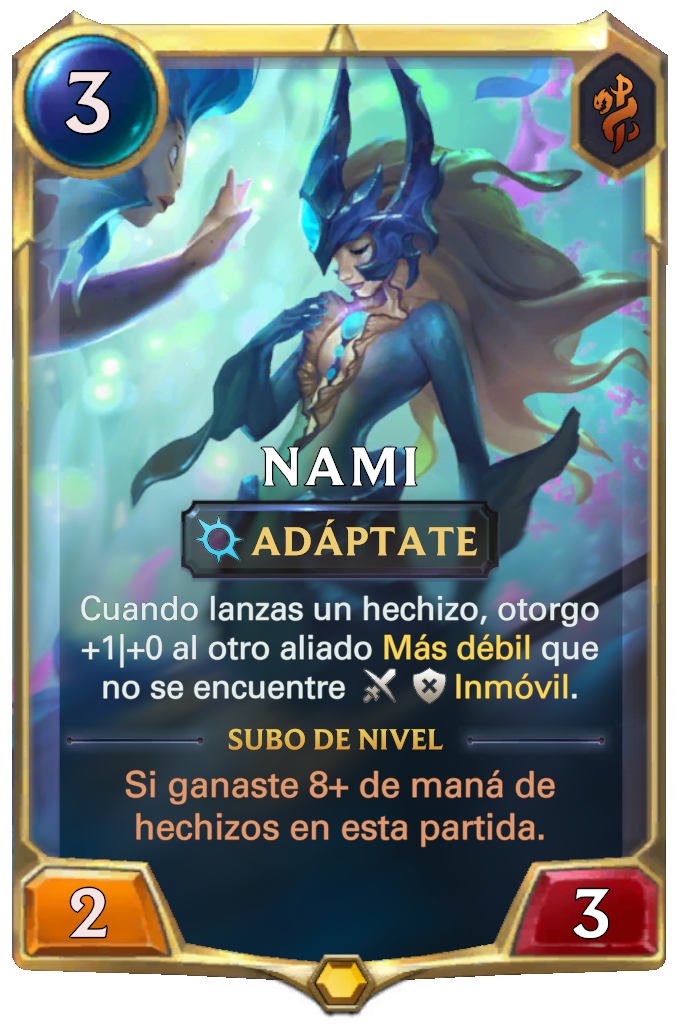 3
NAMI
ADÁPTATE
Cuando lanzas un hechizo, otorgo
+1|+0 al otro aliado Más débil que
no se encuentre Inmóvil.
SUBO DE NIVEL
Si ganaste 8+ de maná de
hechizos en esta partida.
2
3